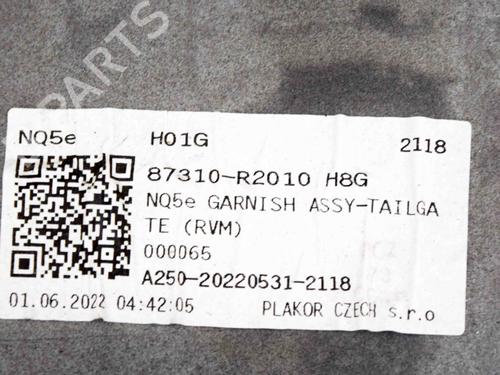 NQ5e H01G 2118
87310-R2010 H8G
NQ5e GARNISH ASSY-TAILGA
TE (RVM)
000065
A250-20220531-2118
01.06.2022 04:42:05 PLAKOR CZECH s.r.o